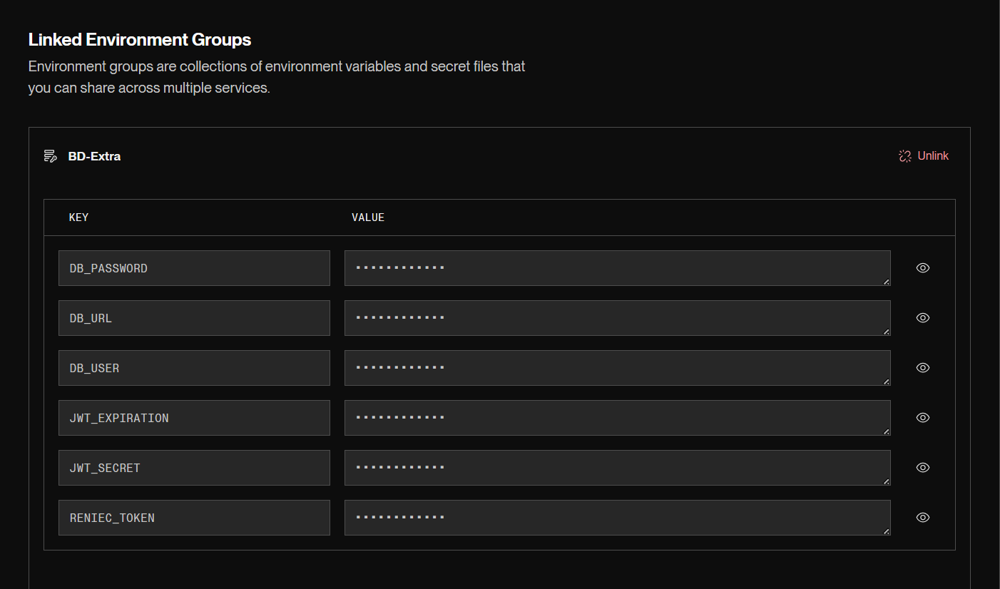 Linked Environment Groups
Environment groups are collections of environment variables and secret files that
you can share across multiple services.
BD-Extra Unlink
KEY VALUE
DB_PASSWORD ············
DB_URL ············
DB_USER ············
JWT_EXPIRATION ············
JWT_SECRET ············
RENIEC_TOKEN ············